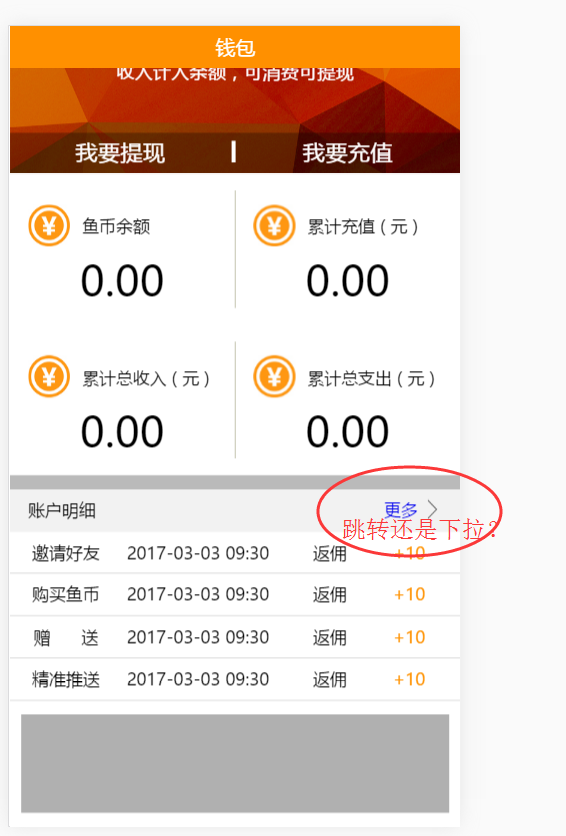 钱包
收入计入余额，可消费可提现
我要提现 我要充值
鱼币余额 累计充值(元)
0.00 0.00
累计总收入(元) 累计总支出(元)
0.00 0.00
账户明细 更多
跳转还是下拉?
邀请好友 2017-03-03 09:30 返佣 +10
购买鱼币 2017-03-03 09:30 返佣 +10
赠 送 2017-03-03 09:30 返佣 +10
精准推送 2017-03-03 09:30 返佣 +10